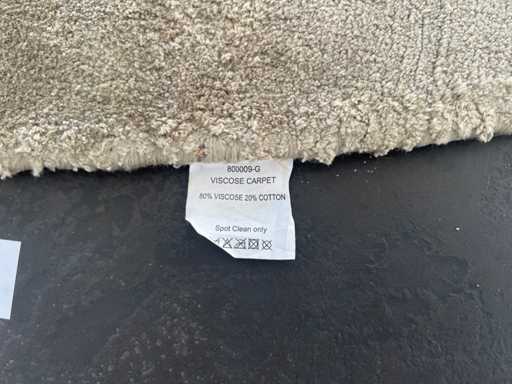 800009-G
VISCOSE CARPET
80% VISCOSE 20% COTTON
Spot Clean only